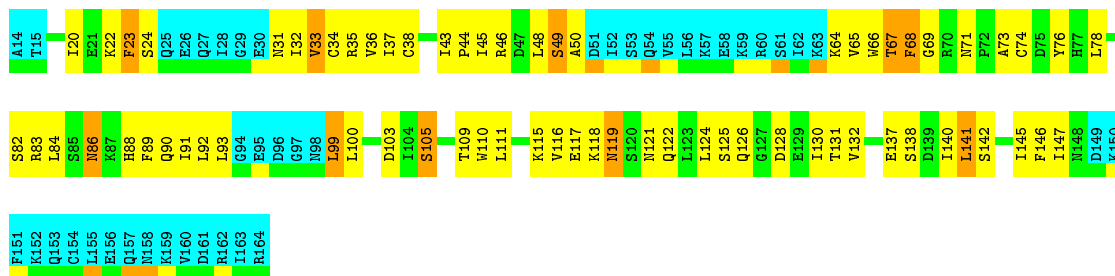 A14 T15 I20 E21 K22 F23 S24 Q25 E26 Q27 I28 G29 E30 N31 I32 V33 C34 R35 V36 I37 C38 I43 P44 I45 R46 D47 L48 S49 A50 D51 I52 S53 Q54 V55 L56 K57 E58 K59 R60 S61 I62 K63 K64 V65 W66 T67 F68 G69 R70 N71 P72 A73 C74 D75 Y76 H77 L78
S82 R83 L84 S85 N86 K87 H88 F89 Q90 I91 L92 L93 G94 E95 D96 G97 N98 L99 L100 D103 I104 S105 T109 W110 L111 K115 V116 E117 K118 N119 S120 N121 Q122 L123 L124 S125 Q126 G127 D128 E129 I130 T131 V132 E137 S138 D139 I140 L141 S142 I145 F146 I147 N148 D149 K150
F151 K152 Q153 C154 L155 E156 Q157 N158 K159 V160 D161 R162 I163 R164